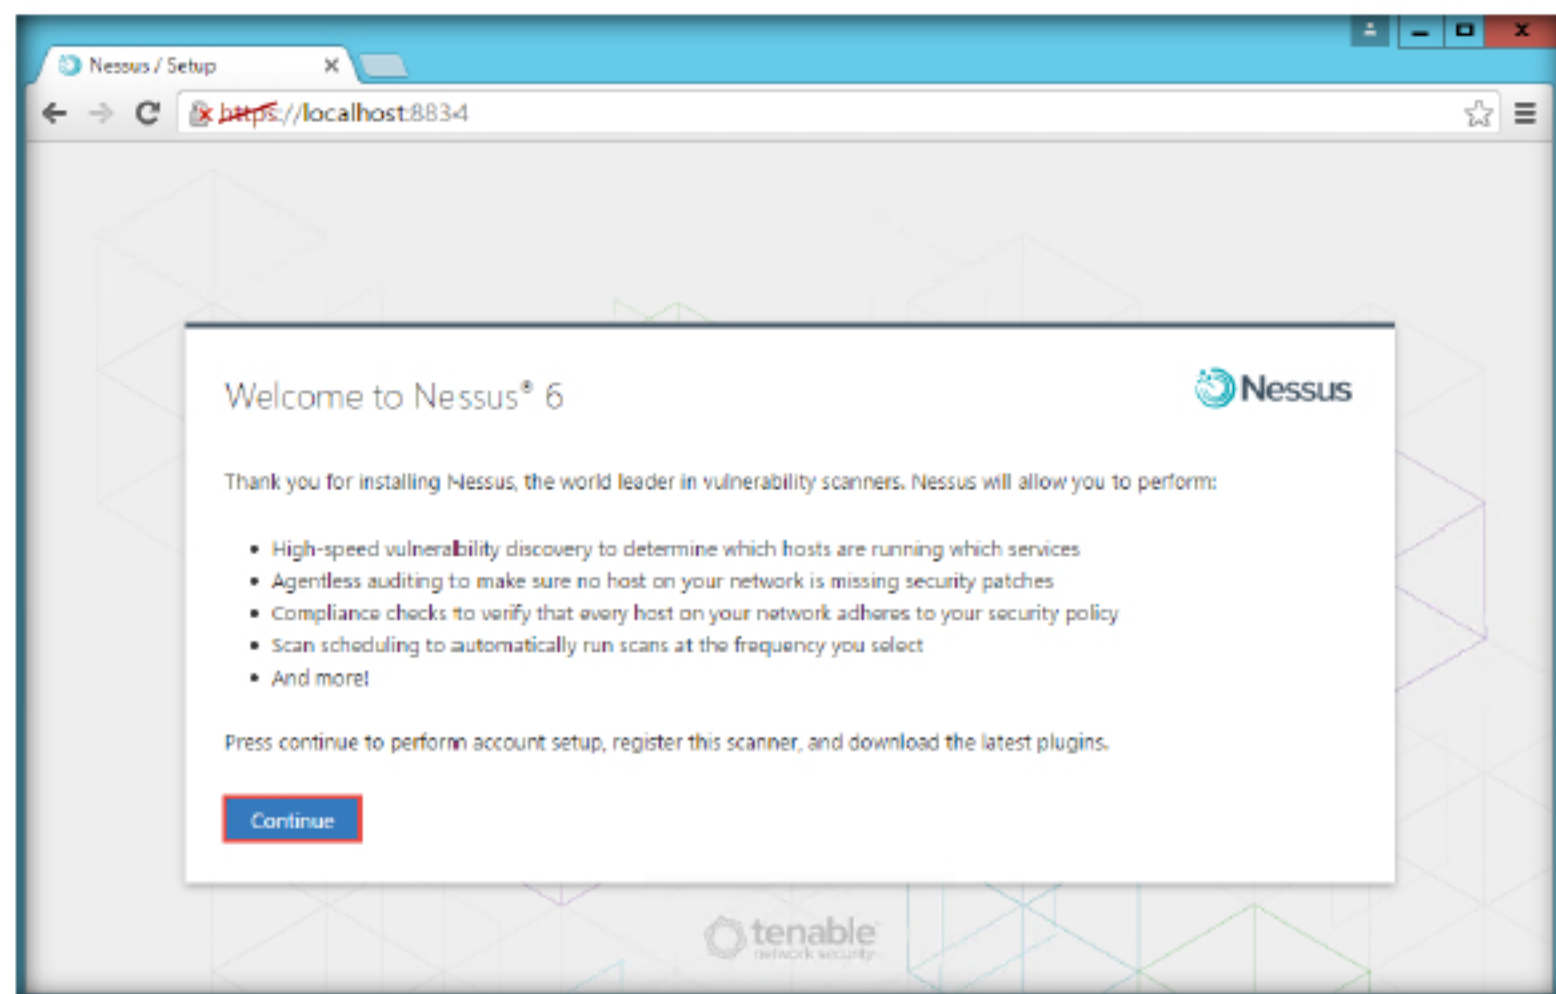 Nessus / Setup
https://localhost:8834
Welcome to Nessus® 6
Nessus
Thank you for installing Nessus, the world leader in vulnerability scanners. Nessus will allow you to perform:
• High-speed vulnerability discovery to determine which hosts are running which services
• Agentless auditing to make sure no host on your network is missing security patches
• Compliance checks to verify that every host on your network adheres to your security policy
• Scan scheduling to automatically run scans at the frequency you select
• And more!
Press continue to perform account setup, register this scanner, and download the latest plugins.
Continue
tenable
network security